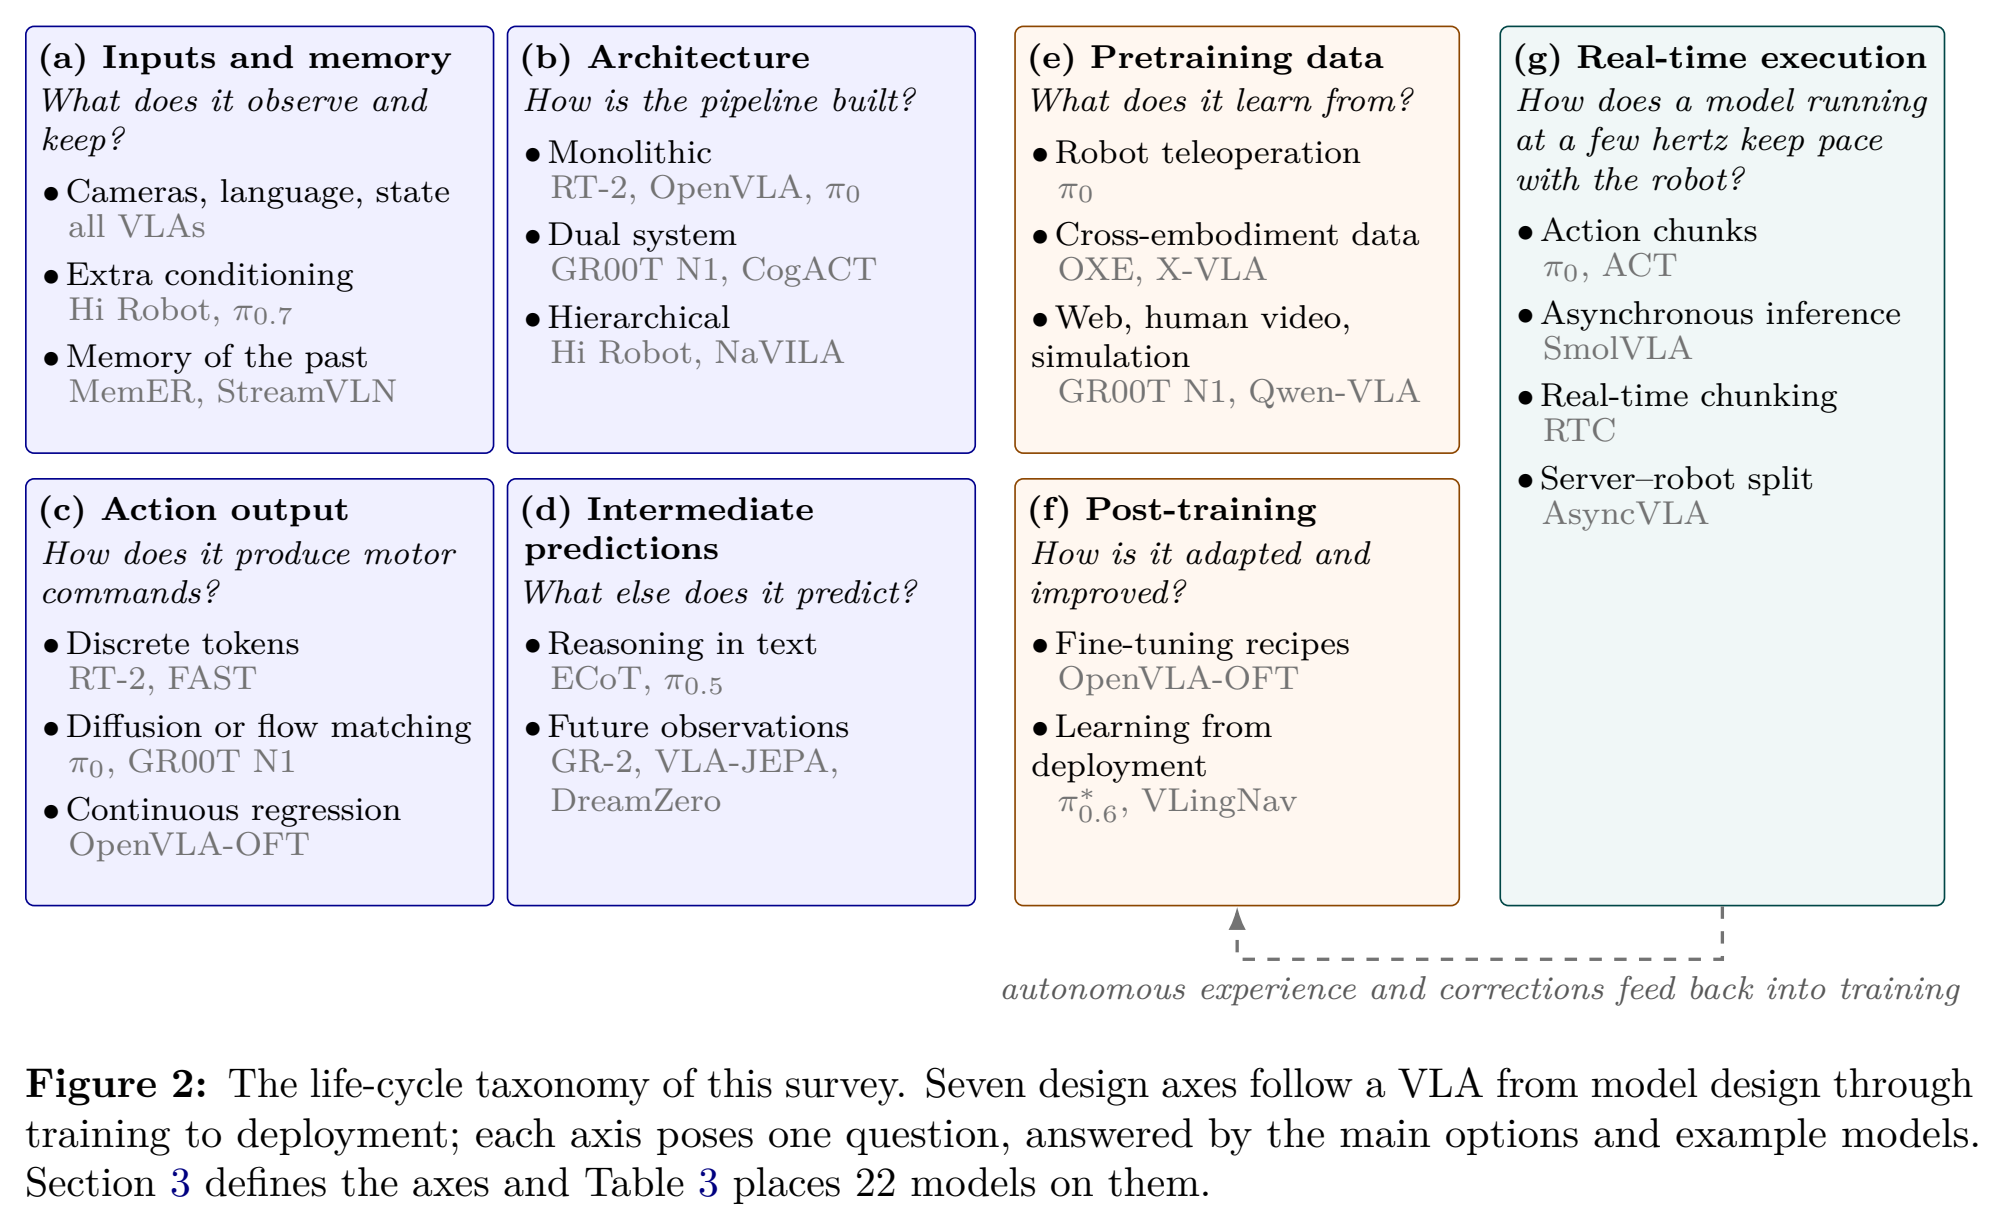 (a) Inputs and memory
What does it observe and
keep?
• Cameras, language, state
all VLAs
• Extra conditioning
Hi Robot, π0.7
• Memory of the past
MemER, StreamVLN
(b) Architecture
How is the pipeline built?
• Monolithic
RT-2, OpenVLA, π0
• Dual system
GR00T N1, CogACT
• Hierarchical
Hi Robot, NaVILA
(c) Action output
How does it produce motor
commands?
• Discrete tokens
RT-2, FAST
• Diffusion or flow matching
π0, GR00T N1
• Continuous regression
OpenVLA-OFT
(d) Intermediate
predictions
What else does it predict?
• Reasoning in text
ECoT, π0.5
• Future observations
GR-2, VLA-JEPA,
DreamZero
(e) Pretraining data
What does it learn from?
• Robot teleoperation
π0
• Cross-embodiment data
OXE, X-VLA
• Web, human video,
simulation
GR00T N1, Qwen-VLA
(f) Post-training
How is it adapted and
improved?
• Fine-tuning recipes
OpenVLA-OFT
• Learning from
deployment
π*0.6, VLingNav
(g) Real-time execution
How does a model running
at a few hertz keep pace
with the robot?
• Action chunks
π0, ACT
• Asynchronous inference
SmolVLA
• Real-time chunking
RTC
• Server–robot split
AsyncVLA
autonomous experience and corrections feed back into training
Figure 2: The life-cycle taxonomy of this survey. Seven design axes follow a VLA from model design through
training to deployment; each axis poses one question, answered by the main options and example models.
Section 3 defines the axes and Table 3 places 22 models on them.